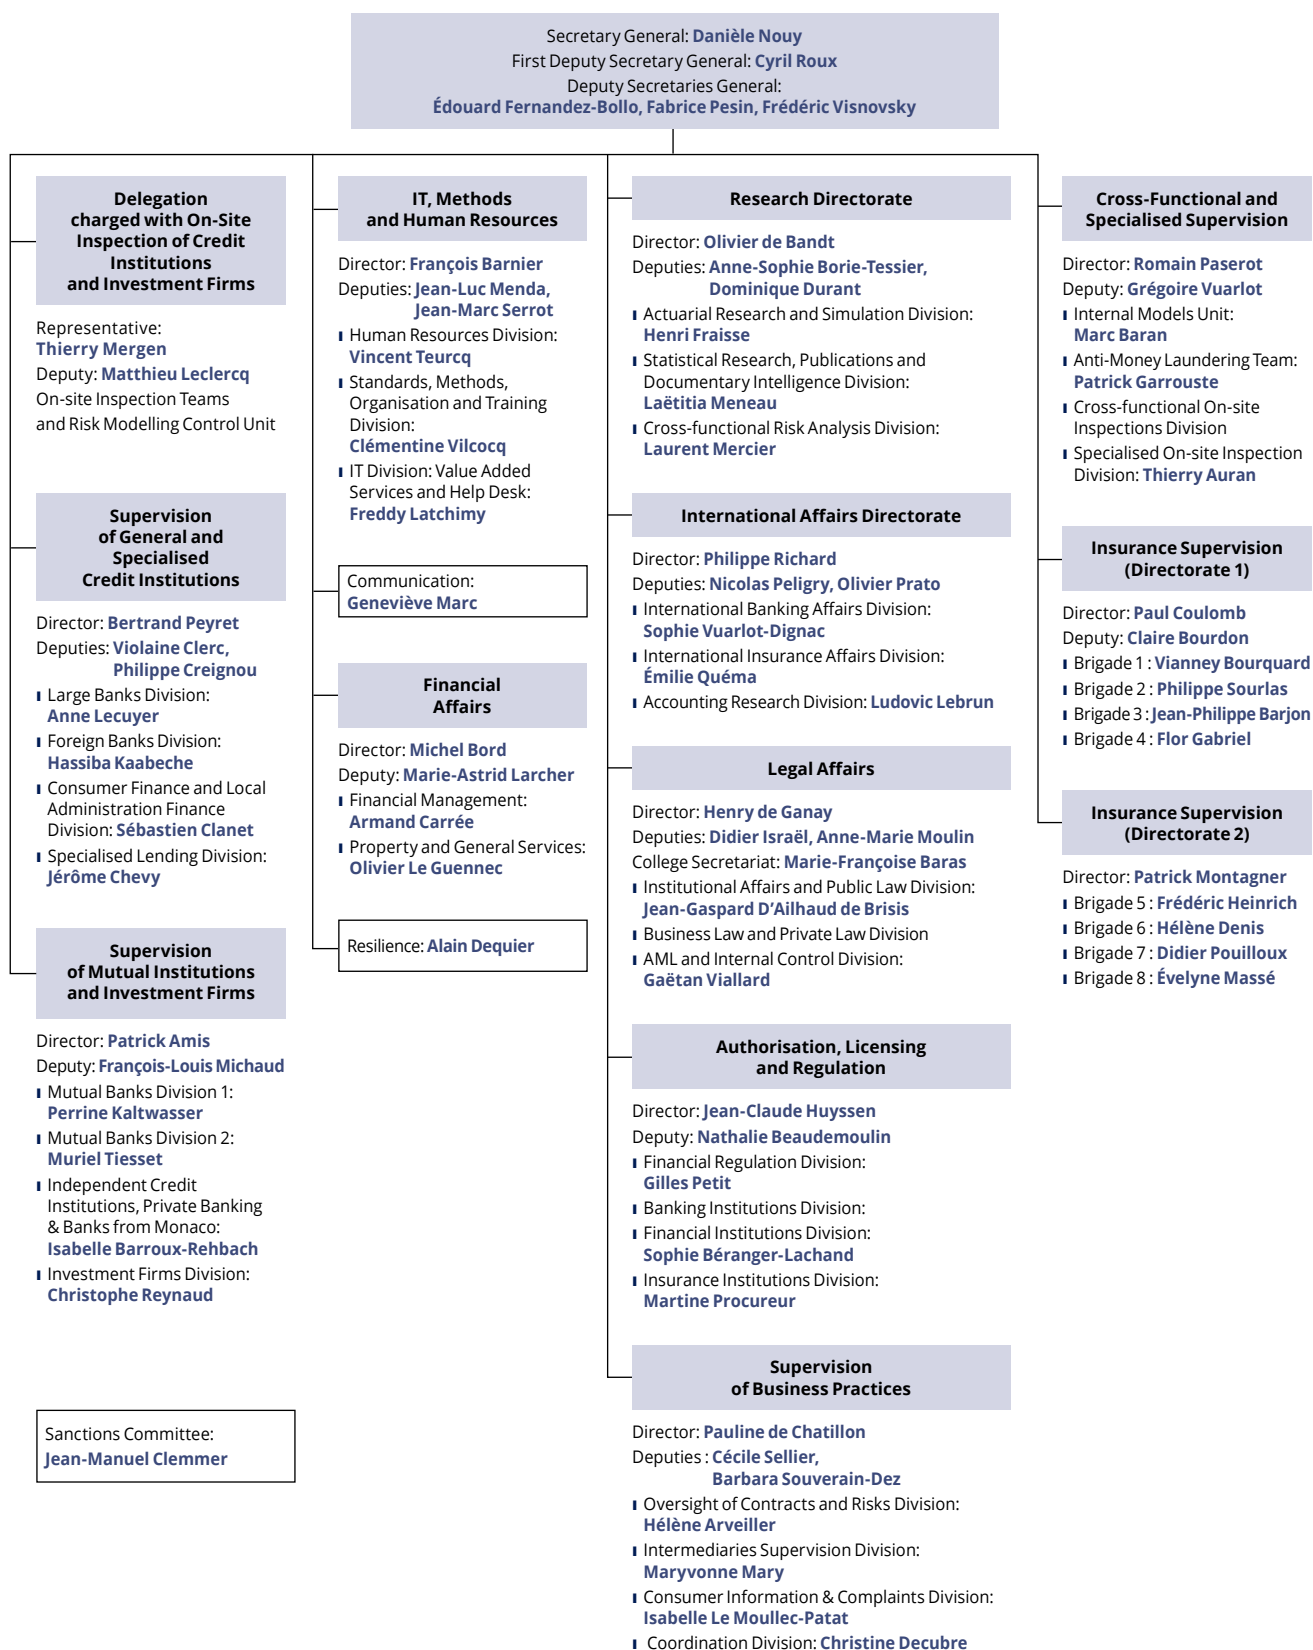 Secretary General: Danièle Nouy
First Deputy Secretary General: Cyril Roux
Deputy Secretaries General:
Édouard Fernandez-Bollo, Fabrice Pesin, Frédéric Visnovsky
Delegation
charged with On-Site
Inspection of Credit
Institutions
and Investment Firms
Representative:
Thierry Mergen
Deputy: Matthieu Leclercq
On-site Inspection Teams
and Risk Modelling Control Unit
Supervision
of General and
Specialised
Credit Institutions
Director: Bertrand Peyret
Deputies: Violaine Clerc,
Philippe Creignou
Large Banks Division:
Anne Lecuyer
Foreign Banks Division:
Hassiba Kaabeche
Consumer Finance and Local
Administration Finance
Division: Sébastien Clanet
Specialised Lending Division:
Jérôme Chevy
Supervision
of Mutual Institutions
and Investment Firms
Director: Patrick Amis
Deputy: François-Louis Michaud
Mutual Banks Division 1:
Perrine Kaltwasser
Mutual Banks Division 2:
Muriel Tiesset
Independent Credit
Institutions, Private Banking
& Banks from Monaco:
Isabelle Barroux-Rehbach
Investment Firms Division:
Christophe Reynaud
Sanctions Committee:
Jean-Manuel Clemmer
IT, Methods
and Human Resources
Director: François Barnier
Deputies: Jean-Luc Menda,
Jean-Marc Serrot
Human Resources Division:
Vincent Teurcq
Standards, Methods,
Organisation and Training
Division:
Clémentine Vilcocq
IT Division: Value Added
Services and Help Desk:
Freddy Latchimy
Communication:
Geneviève Marc
Financial
Affairs
Director: Michel Bord
Deputy: Marie-Astrid Larcher
Financial Management:
Armand Carrée
Property and General Services:
Olivier Le Guennec
Resilience: Alain Dequier
Research Directorate
Director: Olivier de Bandt
Deputies: Anne-Sophie Borie-Tessier,
Dominique Durant
Actuarial Research and Simulation Division:
Henri Fraisse
Statistical Research, Publications and
Documentary Intelligence Division:
Laëtitia Meneau
Cross-functional Risk Analysis Division:
Laurent Mercier
International Affairs Directorate
Director: Philippe Richard
Deputies: Nicolas Peligry, Olivier Prato
International Banking Affairs Division:
Sophie Vuarlot-Dignac
International Insurance Affairs Division:
Émilie Quéma
Accounting Research Division: Ludovic Lebrun
Legal Affairs
Director: Henry de Ganay
Deputies: Didier Israël, Anne-Marie Moulin
College Secretariat: Marie-Françoise Baras
Institutional Affairs and Public Law Division:
Jean-Gaspard D'Ailhaud de Brisis
Business Law and Private Law Division
AML and Internal Control Division:
Gaëtan Viallard
Authorisation, Licensing
and Regulation
Director: Jean-Claude Huyssen
Deputy: Nathalie Beaudemoulin
Financial Regulation Division:
Gilles Petit
Banking Institutions Division:
Financial Institutions Division:
Sophie Béranger-Lachand
Insurance Institutions Division:
Martine Procureur
Supervision
of Business Practices
Director: Pauline de Chatillon
Deputies : Cécile Sellier,
Barbara Souverain-Dez
Oversight of Contracts and Risks Division:
Hélène Arveiller
Intermediaries Supervision Division:
Maryvonne Mary
Consumer Information & Complaints Division:
Isabelle Le Moullec-Patat
Coordination Division: Christine Decubre
Cross-Functional and
Specialised Supervision
Director: Romain Paserot
Deputy: Grégoire Vuarlot
Internal Models Unit:
Marc Baran
Anti-Money Laundering Team:
Patrick Garrouste
Cross-functional On-site
Inspections Division
Specialised On-site Inspection
Division: Thierry Auran
Insurance Supervision
(Directorate 1)
Director: Paul Coulomb
Deputy: Claire Bourdon
Brigade 1 : Vianney Bourquard
Brigade 2 : Philippe Sourlas
Brigade 3 : Jean-Philippe Barjon
Brigade 4 : Flor Gabriel
Insurance Supervision
(Directorate 2)
Director: Patrick Montagner
Brigade 5 : Frédéric Heinrich
Brigade 6 : Hélène Denis
Brigade 7 : Didier Pouilloux
Brigade 8 : Évelyne Massé